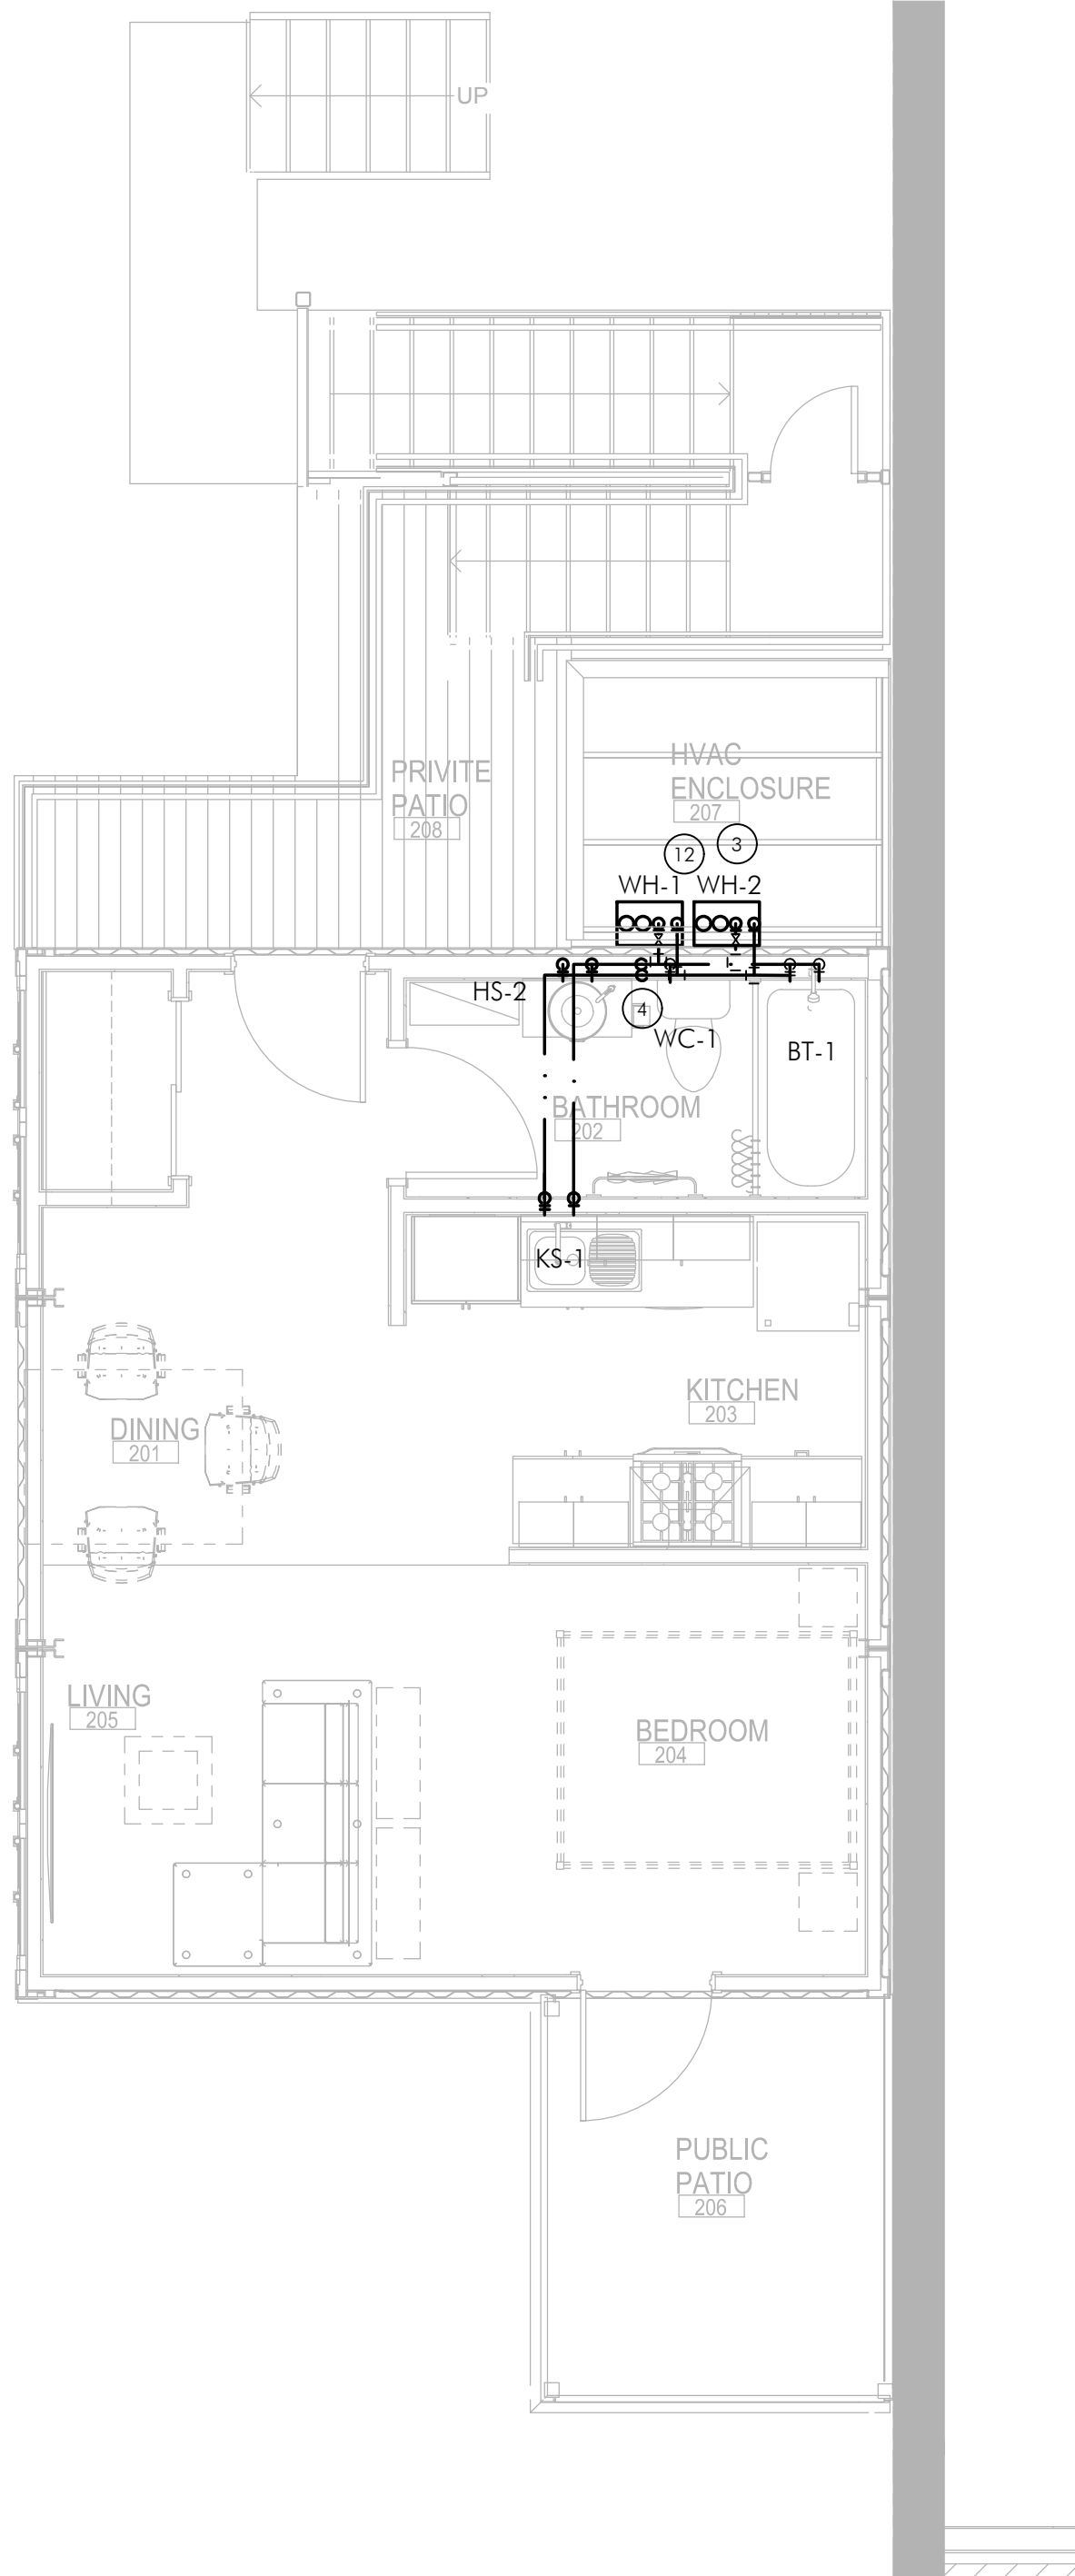 UP
PRIVITE
PATIO
208
HVAC
ENCLOSURE
207
12
3
WH-1
WH-2
HS-2
4
WC-1
BT-1
BATHROOM
202
KS-1
KITCHEN
203
DINING
201
LIVING
205
BEDROOM
204
PUBLIC
PATIO
206